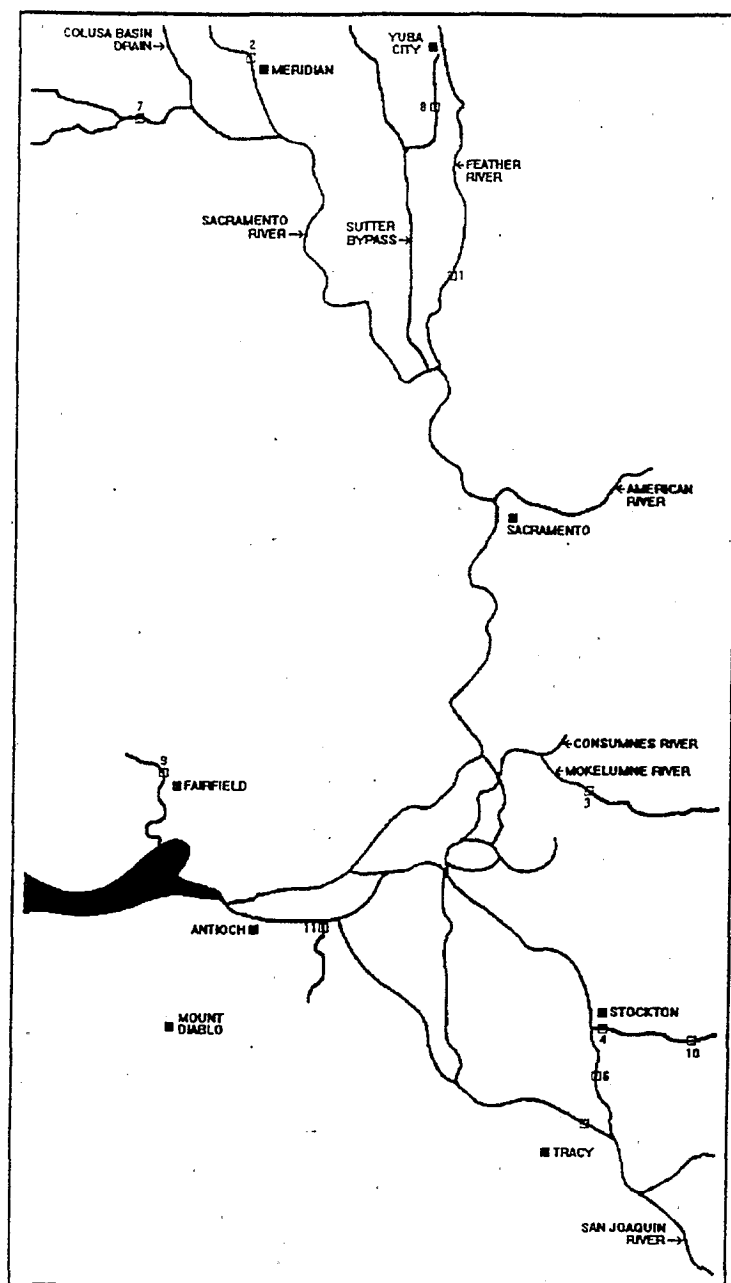 COLUSA BASIN
DRAIN→
2
MERIDIAN
YUBA
CITY
7
8
←FEATHER
RIVER
SACRAMENTO
RIVER→
SUTTER
BYPASS→
1
←AMERICAN
RIVER
SACRAMENTO
←CONSUMNES RIVER
←MOKELUMNE RIVER
3
9
FAIRFIELD
ANTIOCH
11
STOCKTON
4
10
MOUNT
DIABLO
6
TRACY
SAN JOAQUIN
RIVER→